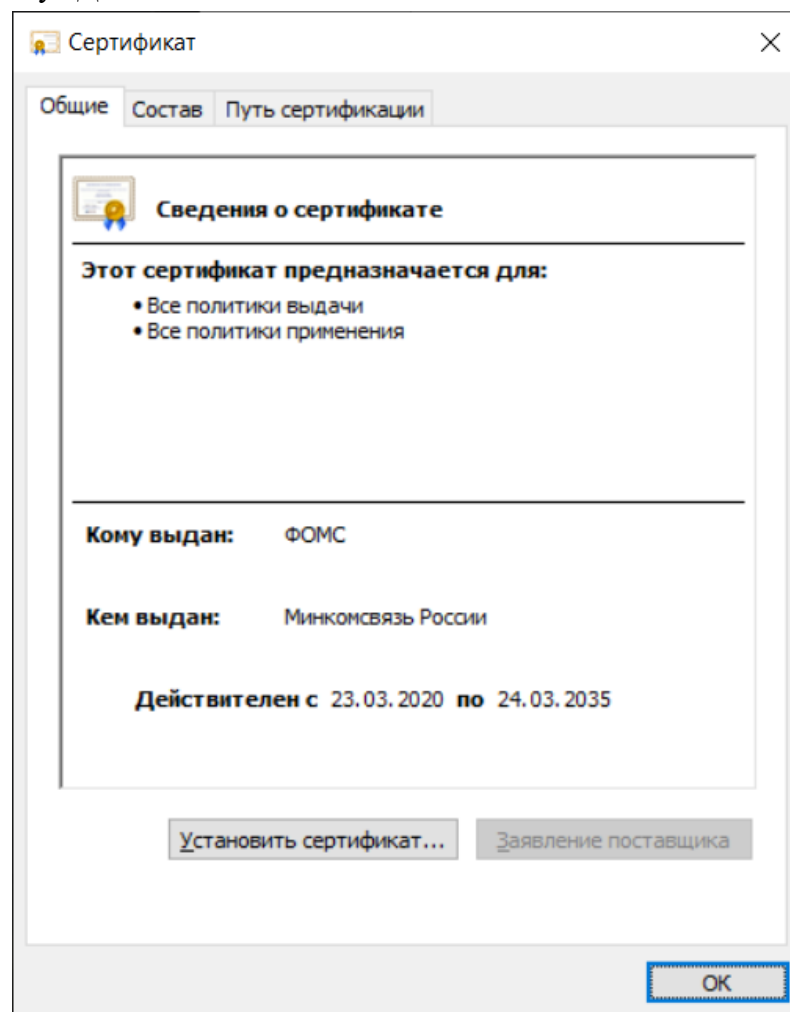 Сертификат
Общие Состав Путь сертификации
Сведения о сертификате
Этот сертификат предназначается для:
• Все политики выдачи
• Все политики применения
Кому выдан: ФОМС
Кем выдан: Минкомсвязь России
Действителен с 23.03.2020 по 24.03.2035
Установить сертификат... Заявление поставщика
ОК